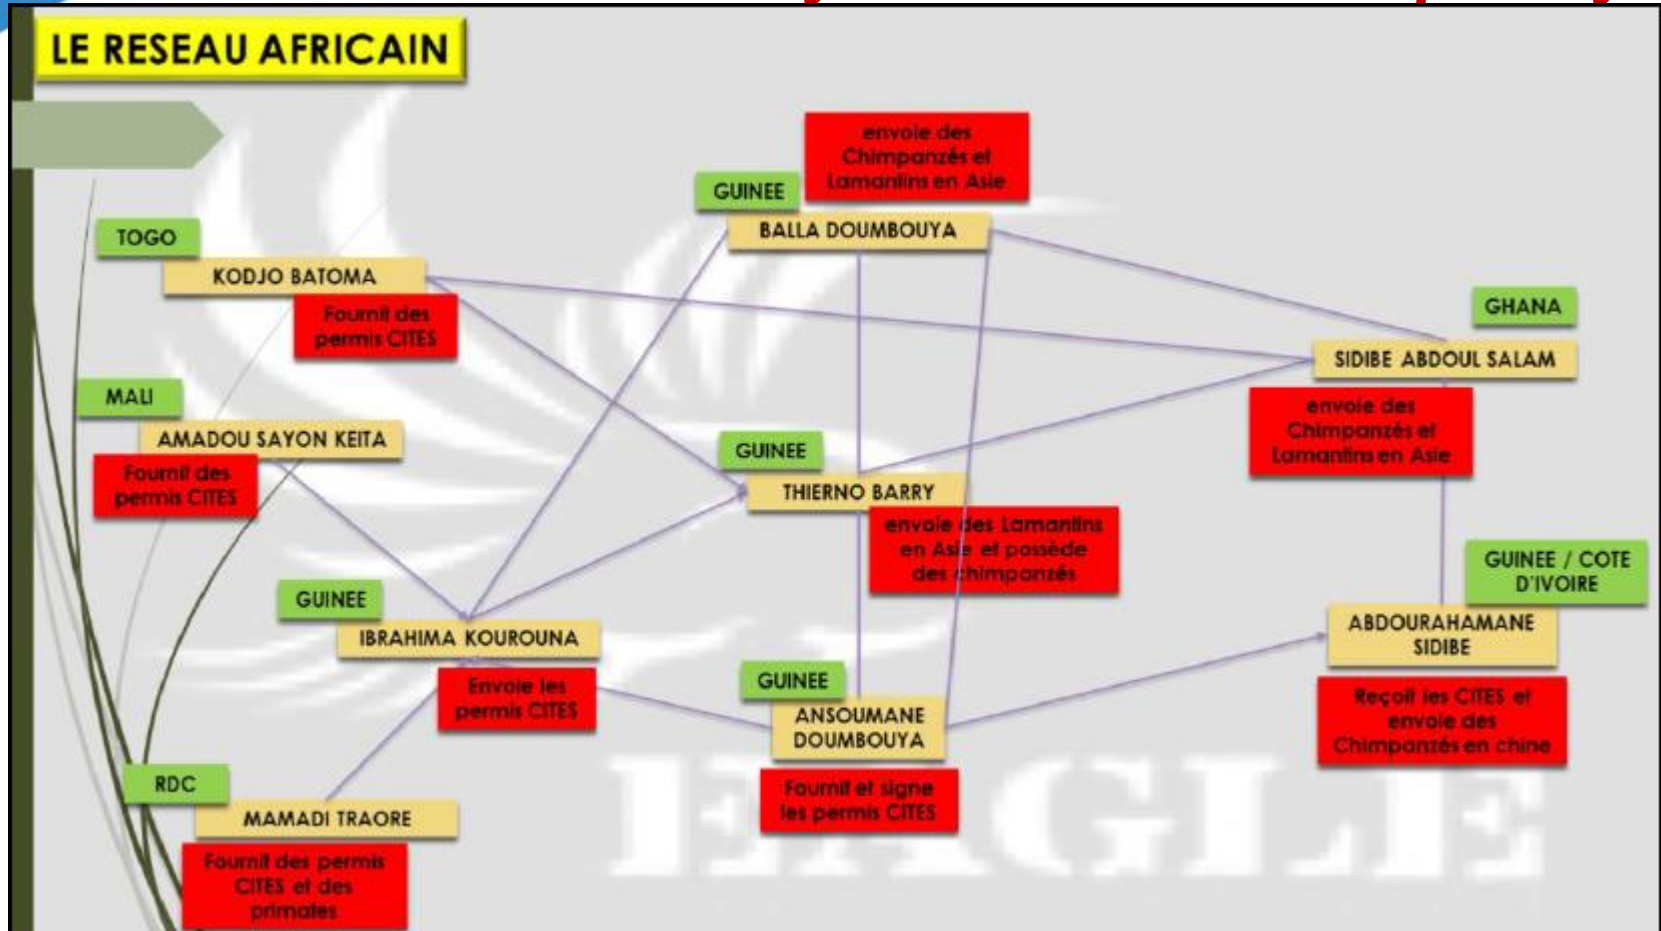 LE RESEAU AFRICAIN
envoie des
Chimpanzés et
Lamantins en Asie
GUINEE
BALLA DOUMBOUYA
TOGO
KODJO BATOMA
Fournit des
permis CITES
GHANA
SIDIBE ABDOUL SALAM
envoie des
Chimpanzés et
Lamantins en Asie
MALI
AMADOU SAYON KEITA
Fournit des
permis CITES
GUINEE
THIERNO BARRY
envoie des Lamantins
en Asie et possède
des chimpanzés
GUINEE / COTE
D'IVOIRE
ABDOURAHAMANE
SIDIBE
Reçoit les CITES et
envoie des
Chimpanzés en chine
GUINEE
IBRAHIMA KOUROUNA
Envoie les
permis CITES
GUINEE
ANSOUMANE
DOUMBOUYA
Fournit et signe
les permis CITES
RDC
MAMADI TRAORE
Fournit des permis
CITES et des
primates
EAGLE